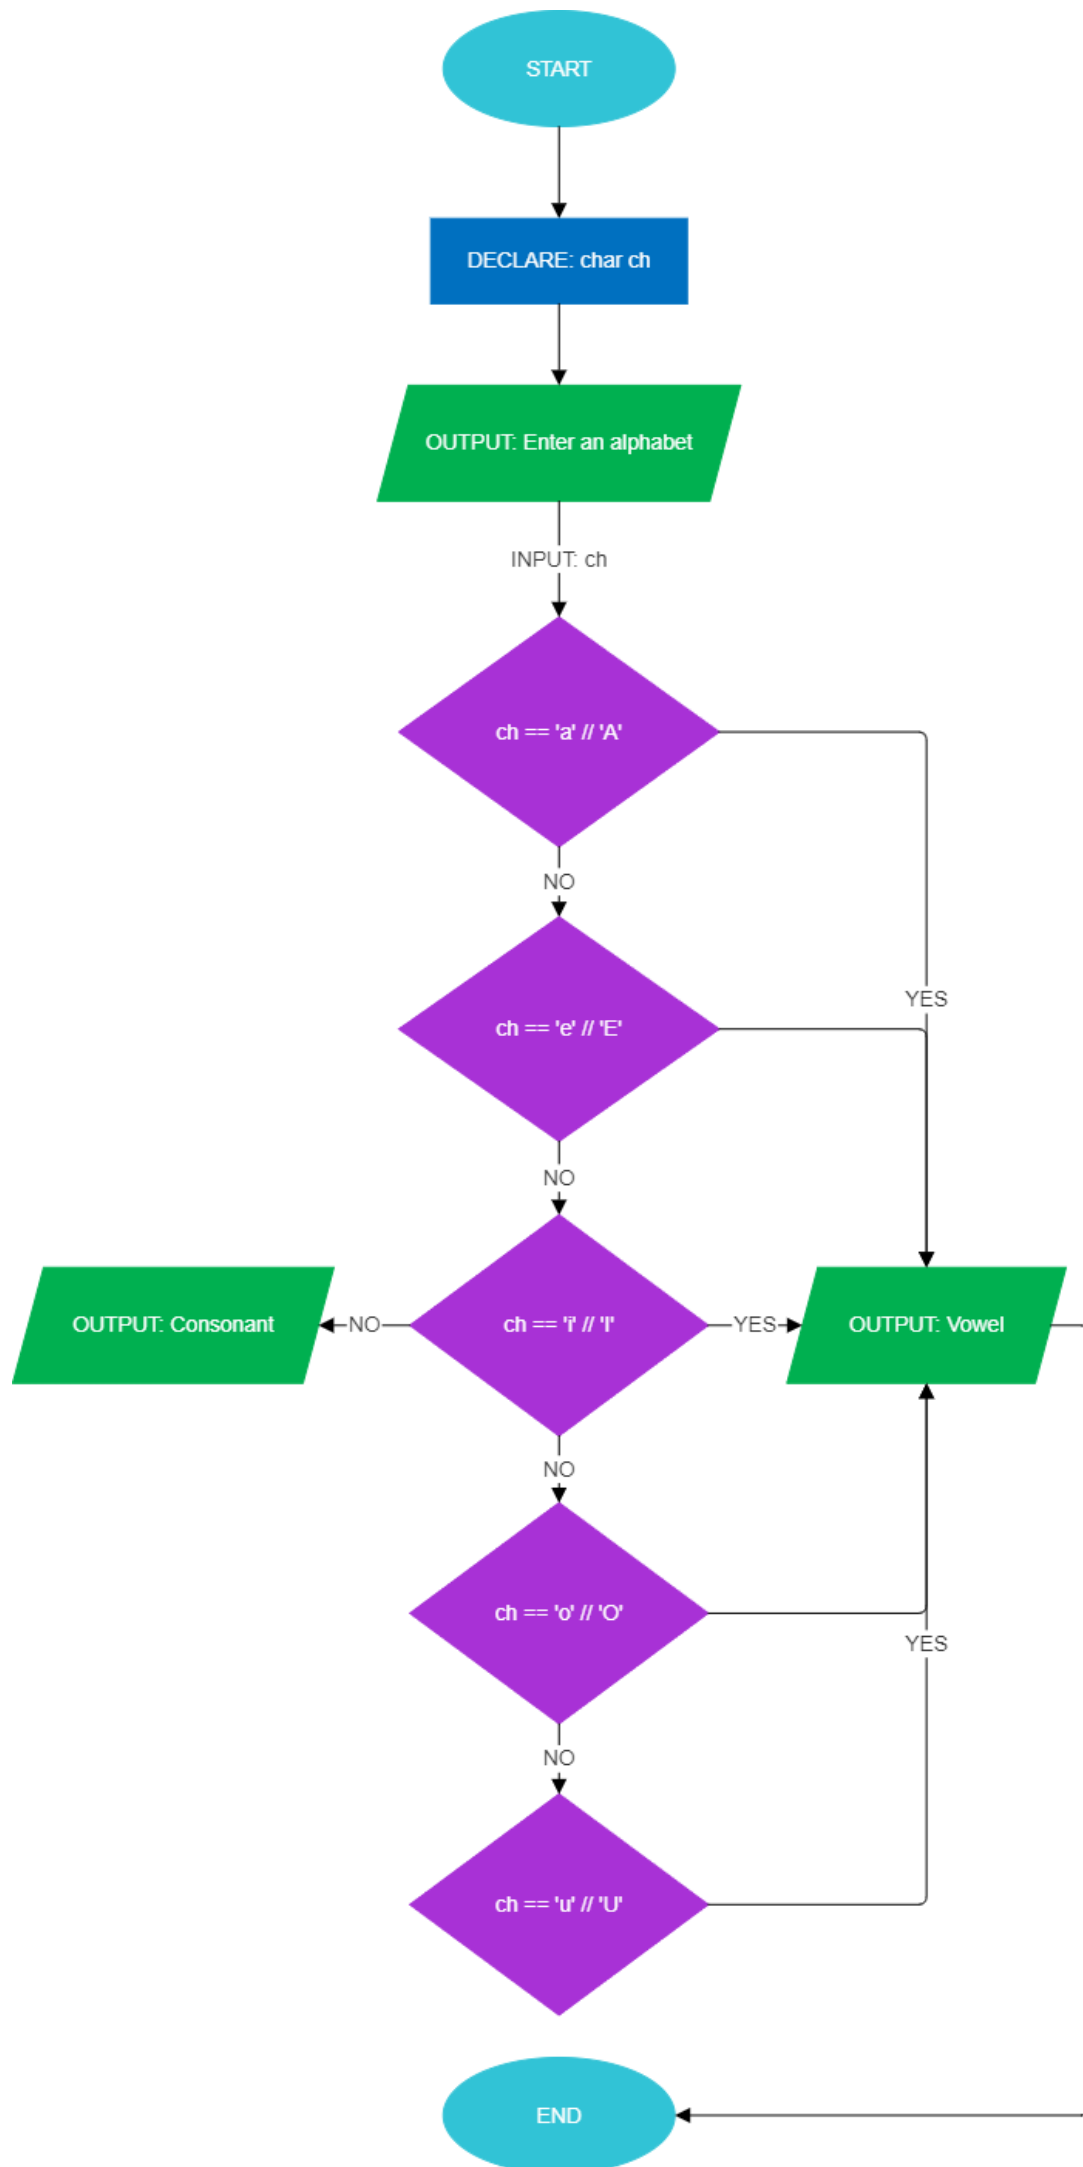 START
DECLARE: char ch
OUTPUT: Enter an alphabet
INPUT: ch
ch == 'a' // 'A'
NO
YES
ch == 'e' // 'E'
NO
OUTPUT: Consonant
NO
ch == 'i' // 'I'
YES
OUTPUT: Vowel
NO
ch == 'o' // 'O'
YES
NO
ch == 'u' // 'U'
END